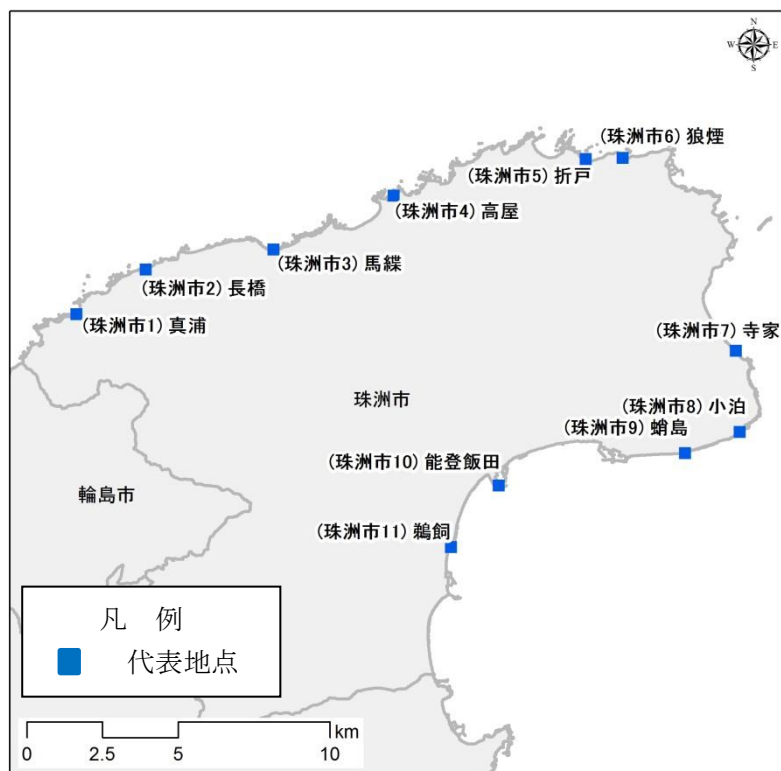 N
W E
S
(珠洲市6) 狼煙
(珠洲市5) 折戸
(珠洲市4) 高屋
(珠洲市3) 馬緤
(珠洲市2) 長橋
(珠洲市1) 真浦
(珠洲市7) 寺家
珠洲市
(珠洲市8) 小泊
(珠洲市9) 蛸島
(珠洲市10) 能登飯田
輪島市
(珠洲市11) 鵜飼
凡 例
代表地点
km
0 2.5 5 10